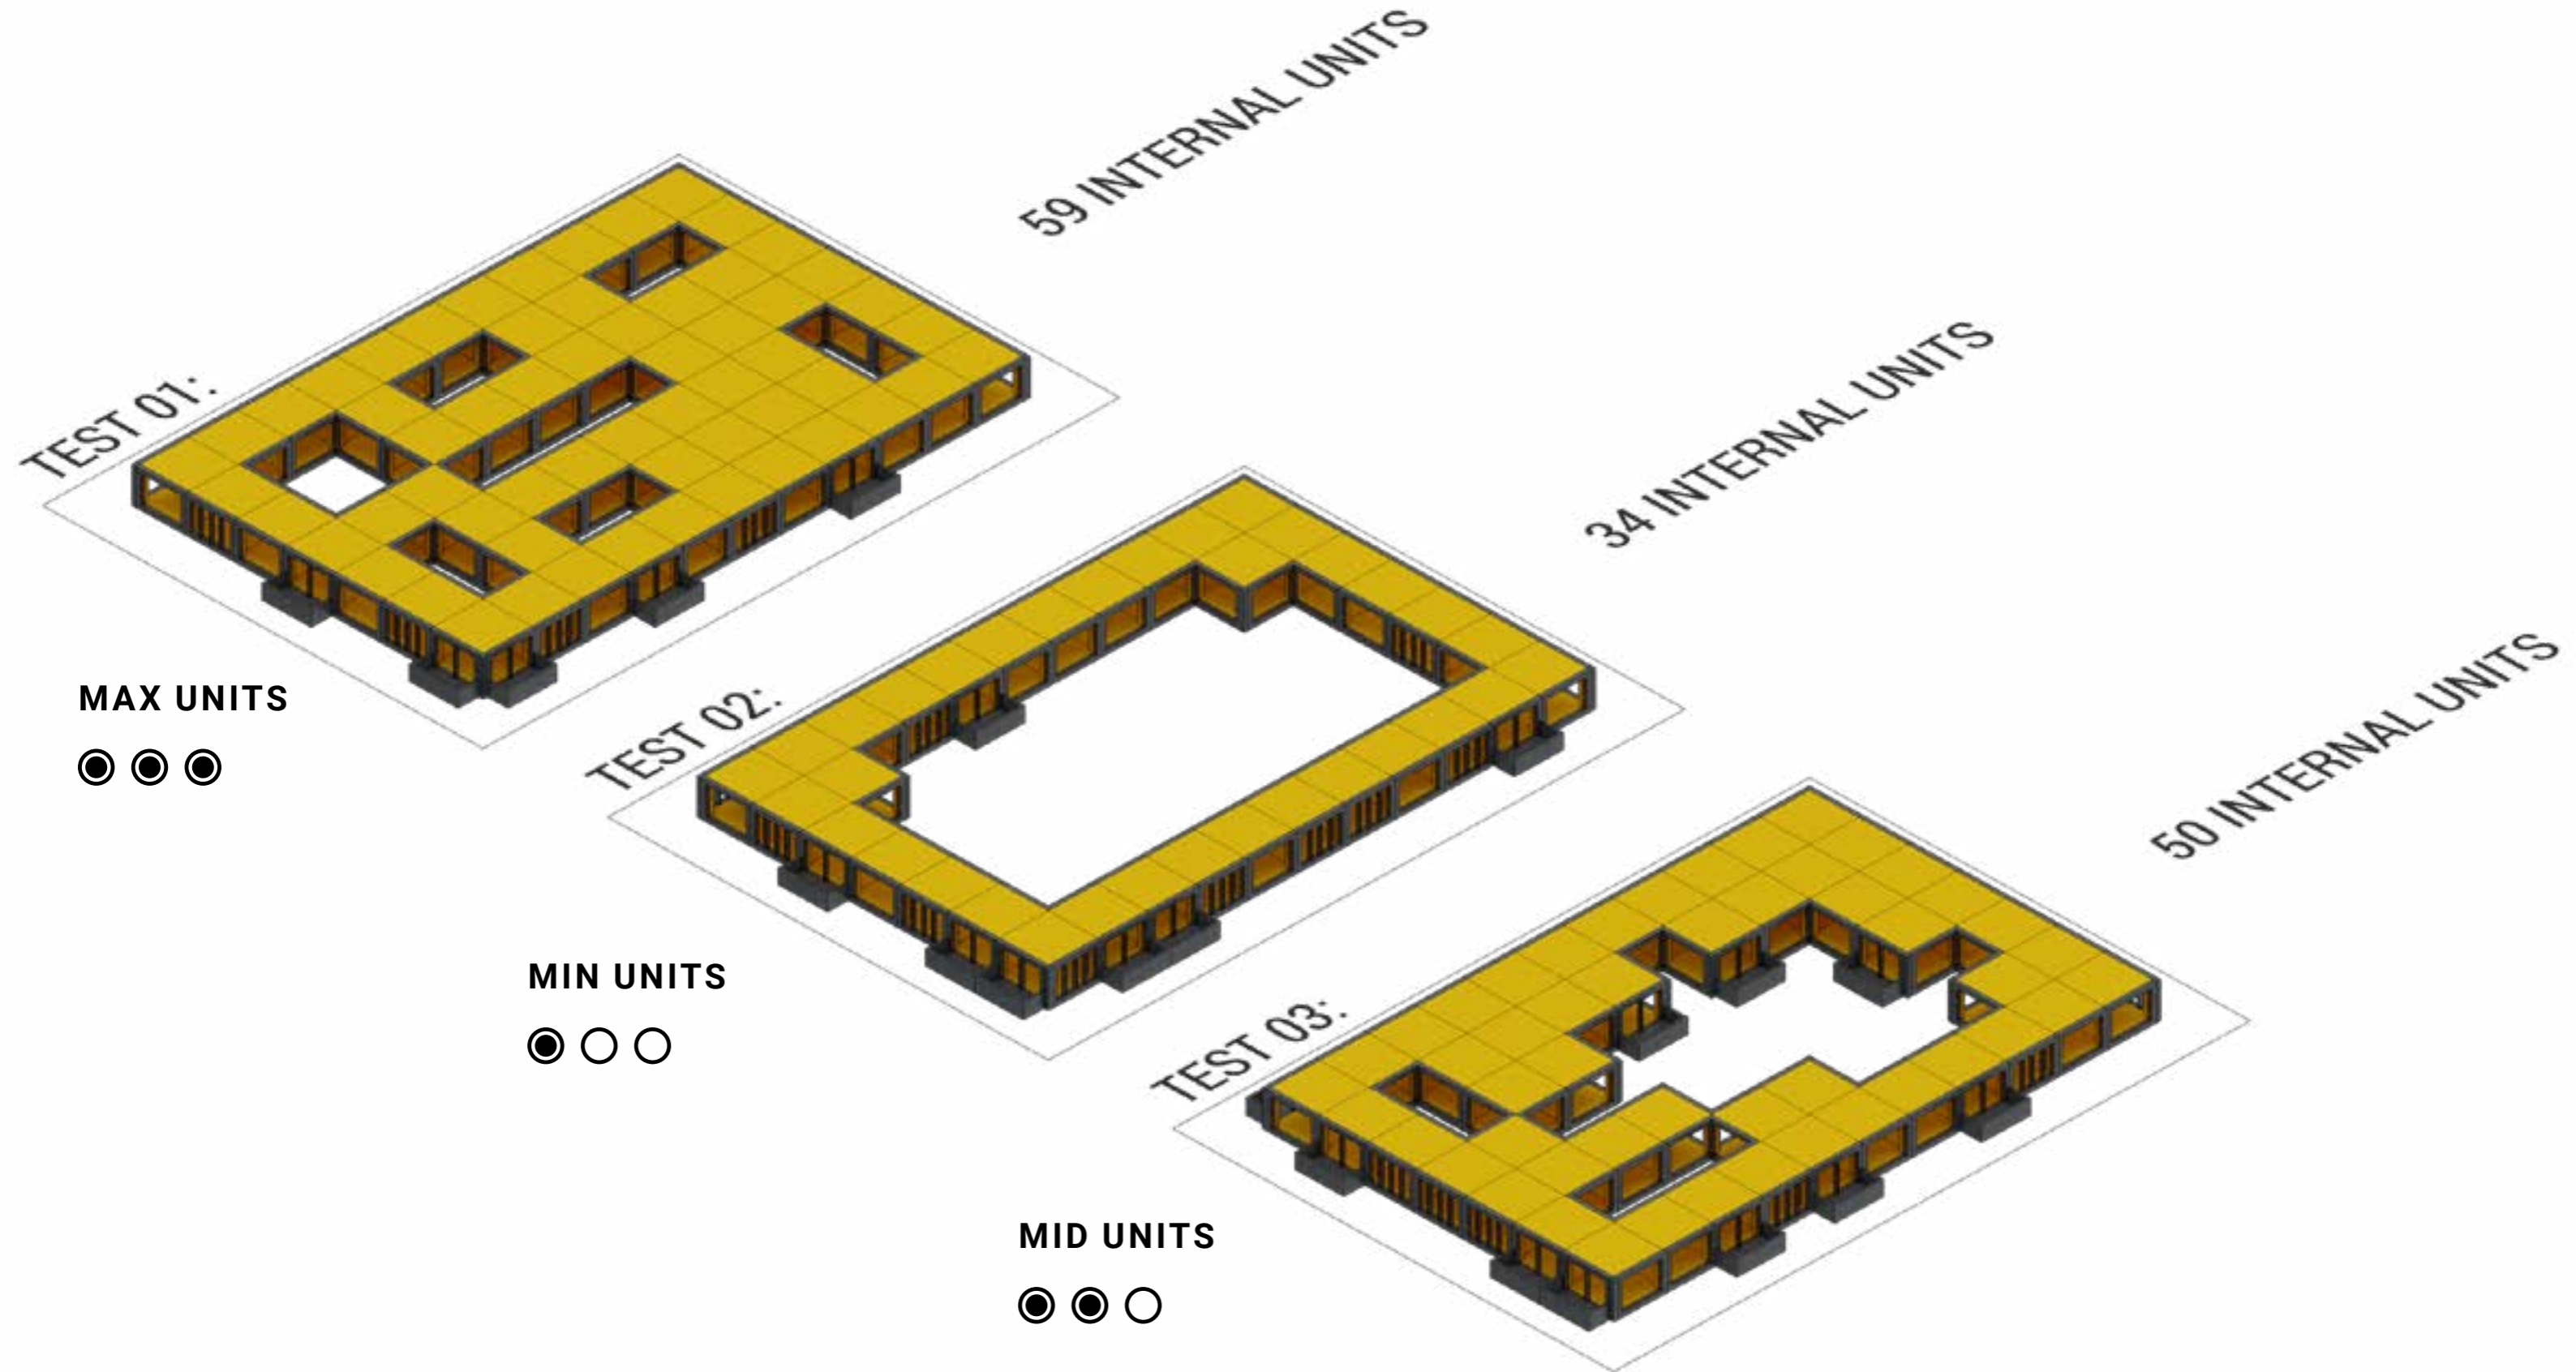 TEST 01:
59 INTERNAL UNITS
MAX UNITS
TEST 02:
34 INTERNAL UNITS
MIN UNITS
TEST 03:
50 INTERNAL UNITS
MID UNITS